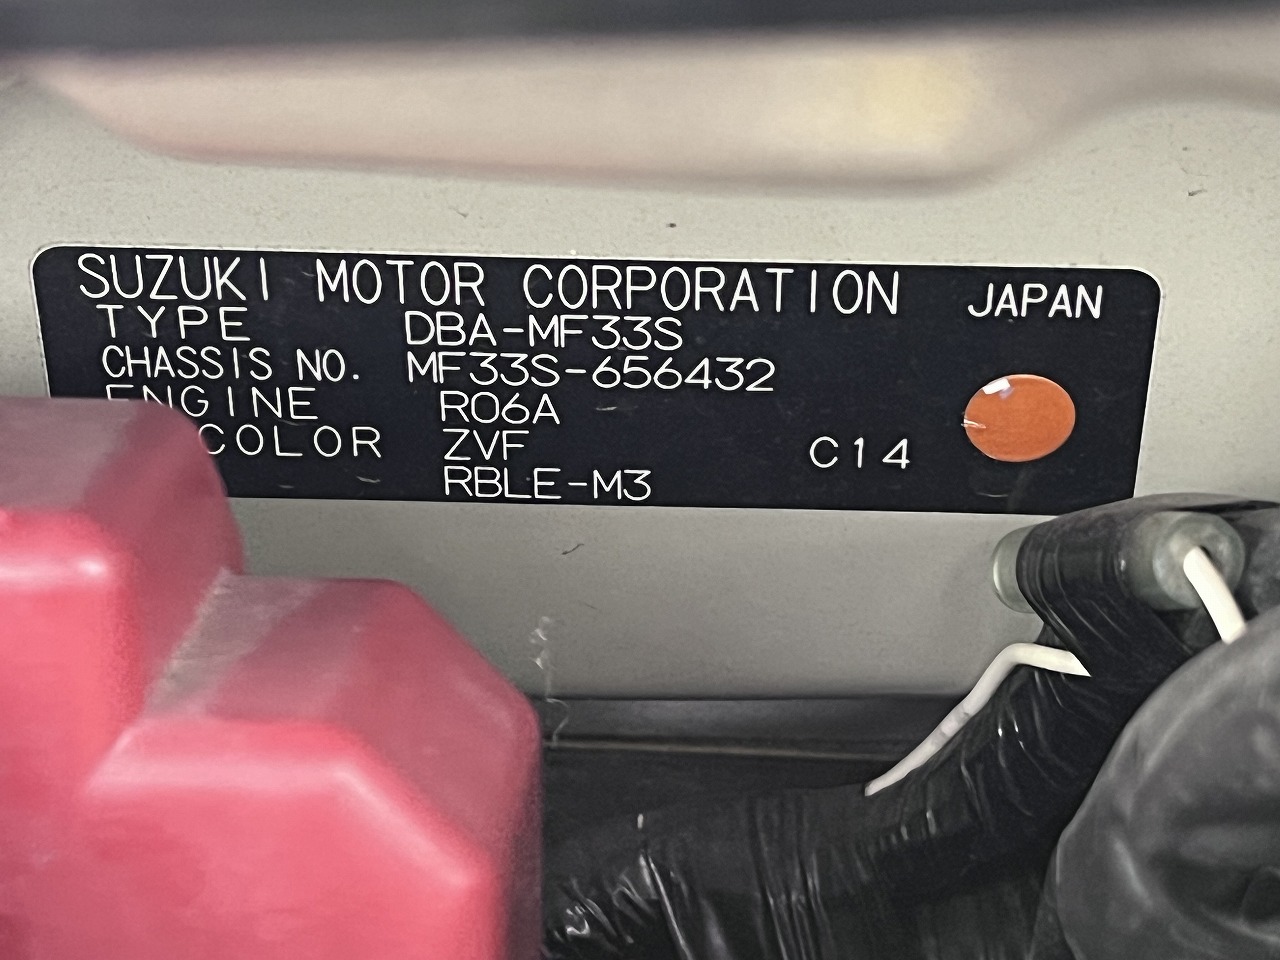 SUZUKI MOTOR CORPORATION JAPAN
TYPE DBA-MF33S
CHASSIS NO. MF33S-656432
ENGINE R06A
COLOR ZVF C14
RBLE-M3